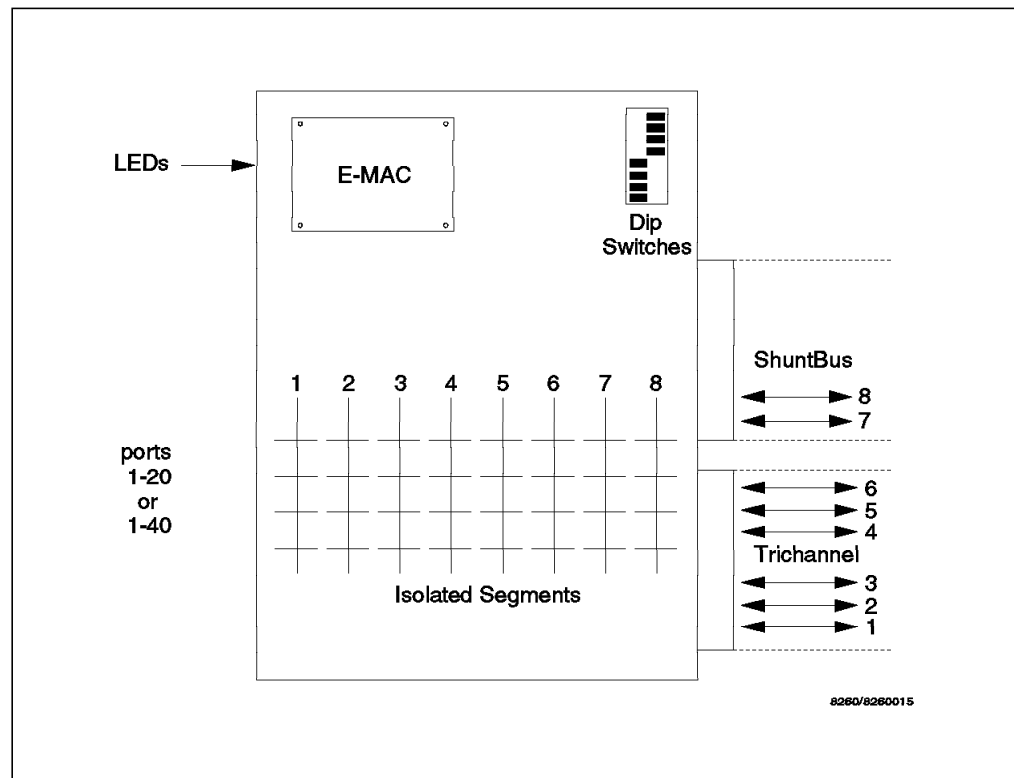 LEDs
E-MAC
Dip
Switches
ShuntBus
8
7
1 2 3 4 5 6 7 8
ports
1-20
or
1-40
6
5
4
Trichannel
3
2
1
Isolated Segments
8260/8260015